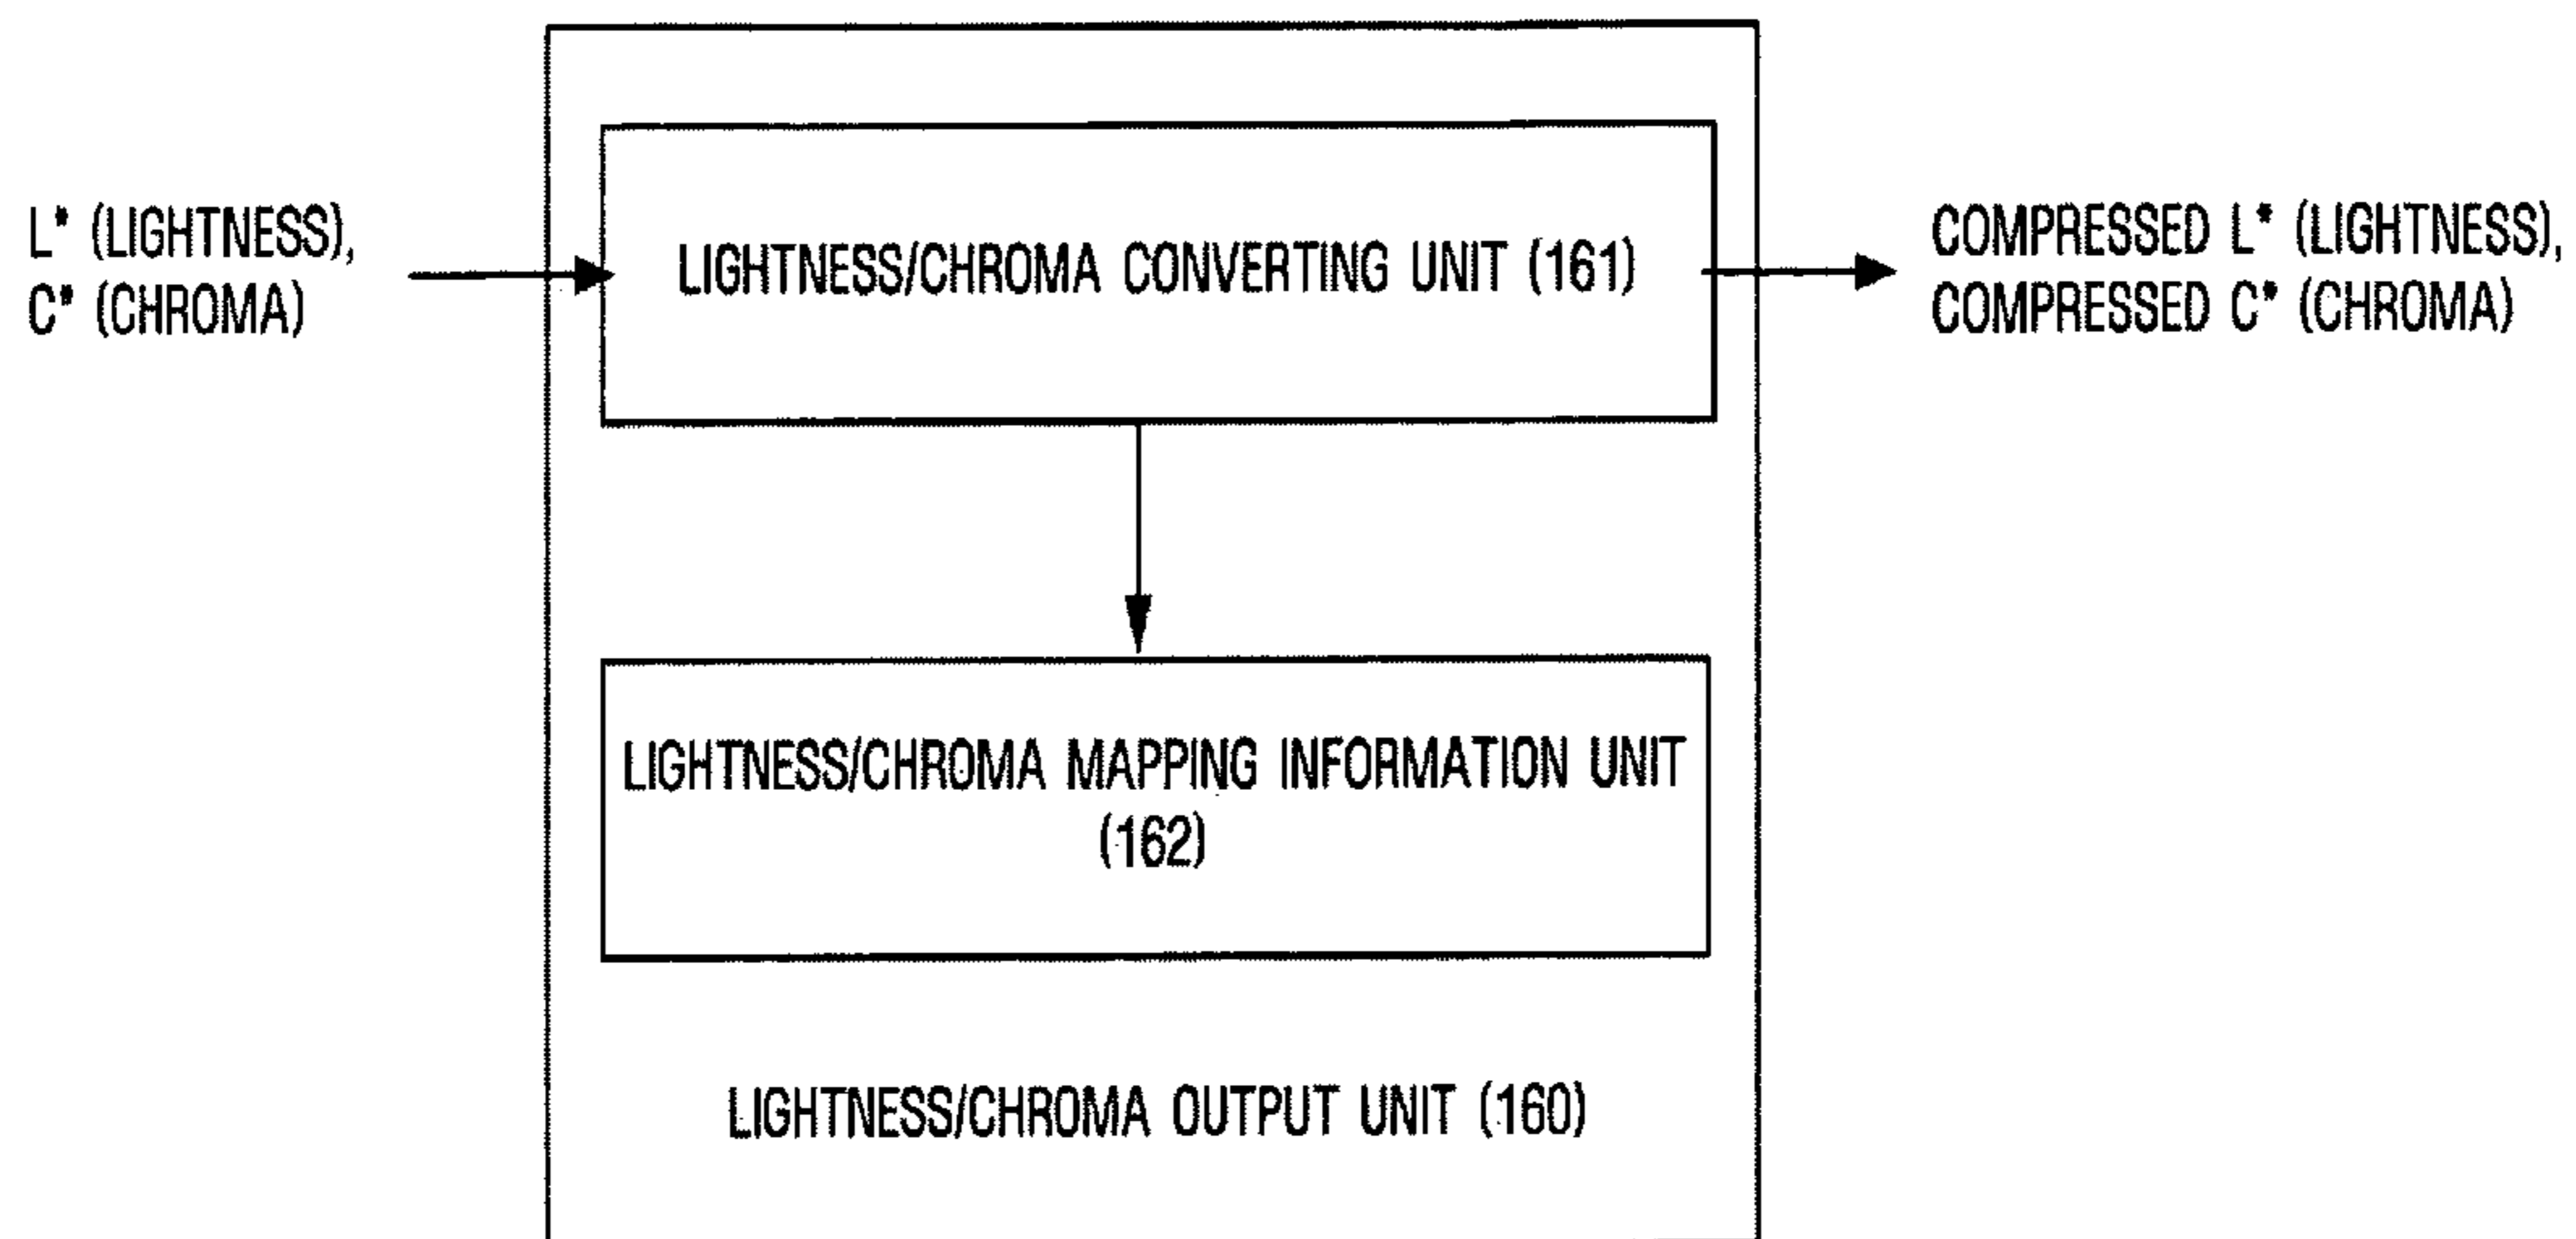 L* (LIGHTNESS),
C* (CHROMA)
LIGHTNESS/CHROMA CONVERTING UNIT (161)
COMPRESSED L* (LIGHTNESS),
COMPRESSED C* (CHROMA)
LIGHTNESS/CHROMA MAPPING INFORMATION UNIT
(162)
LIGHTNESS/CHROMA OUTPUT UNIT (160)